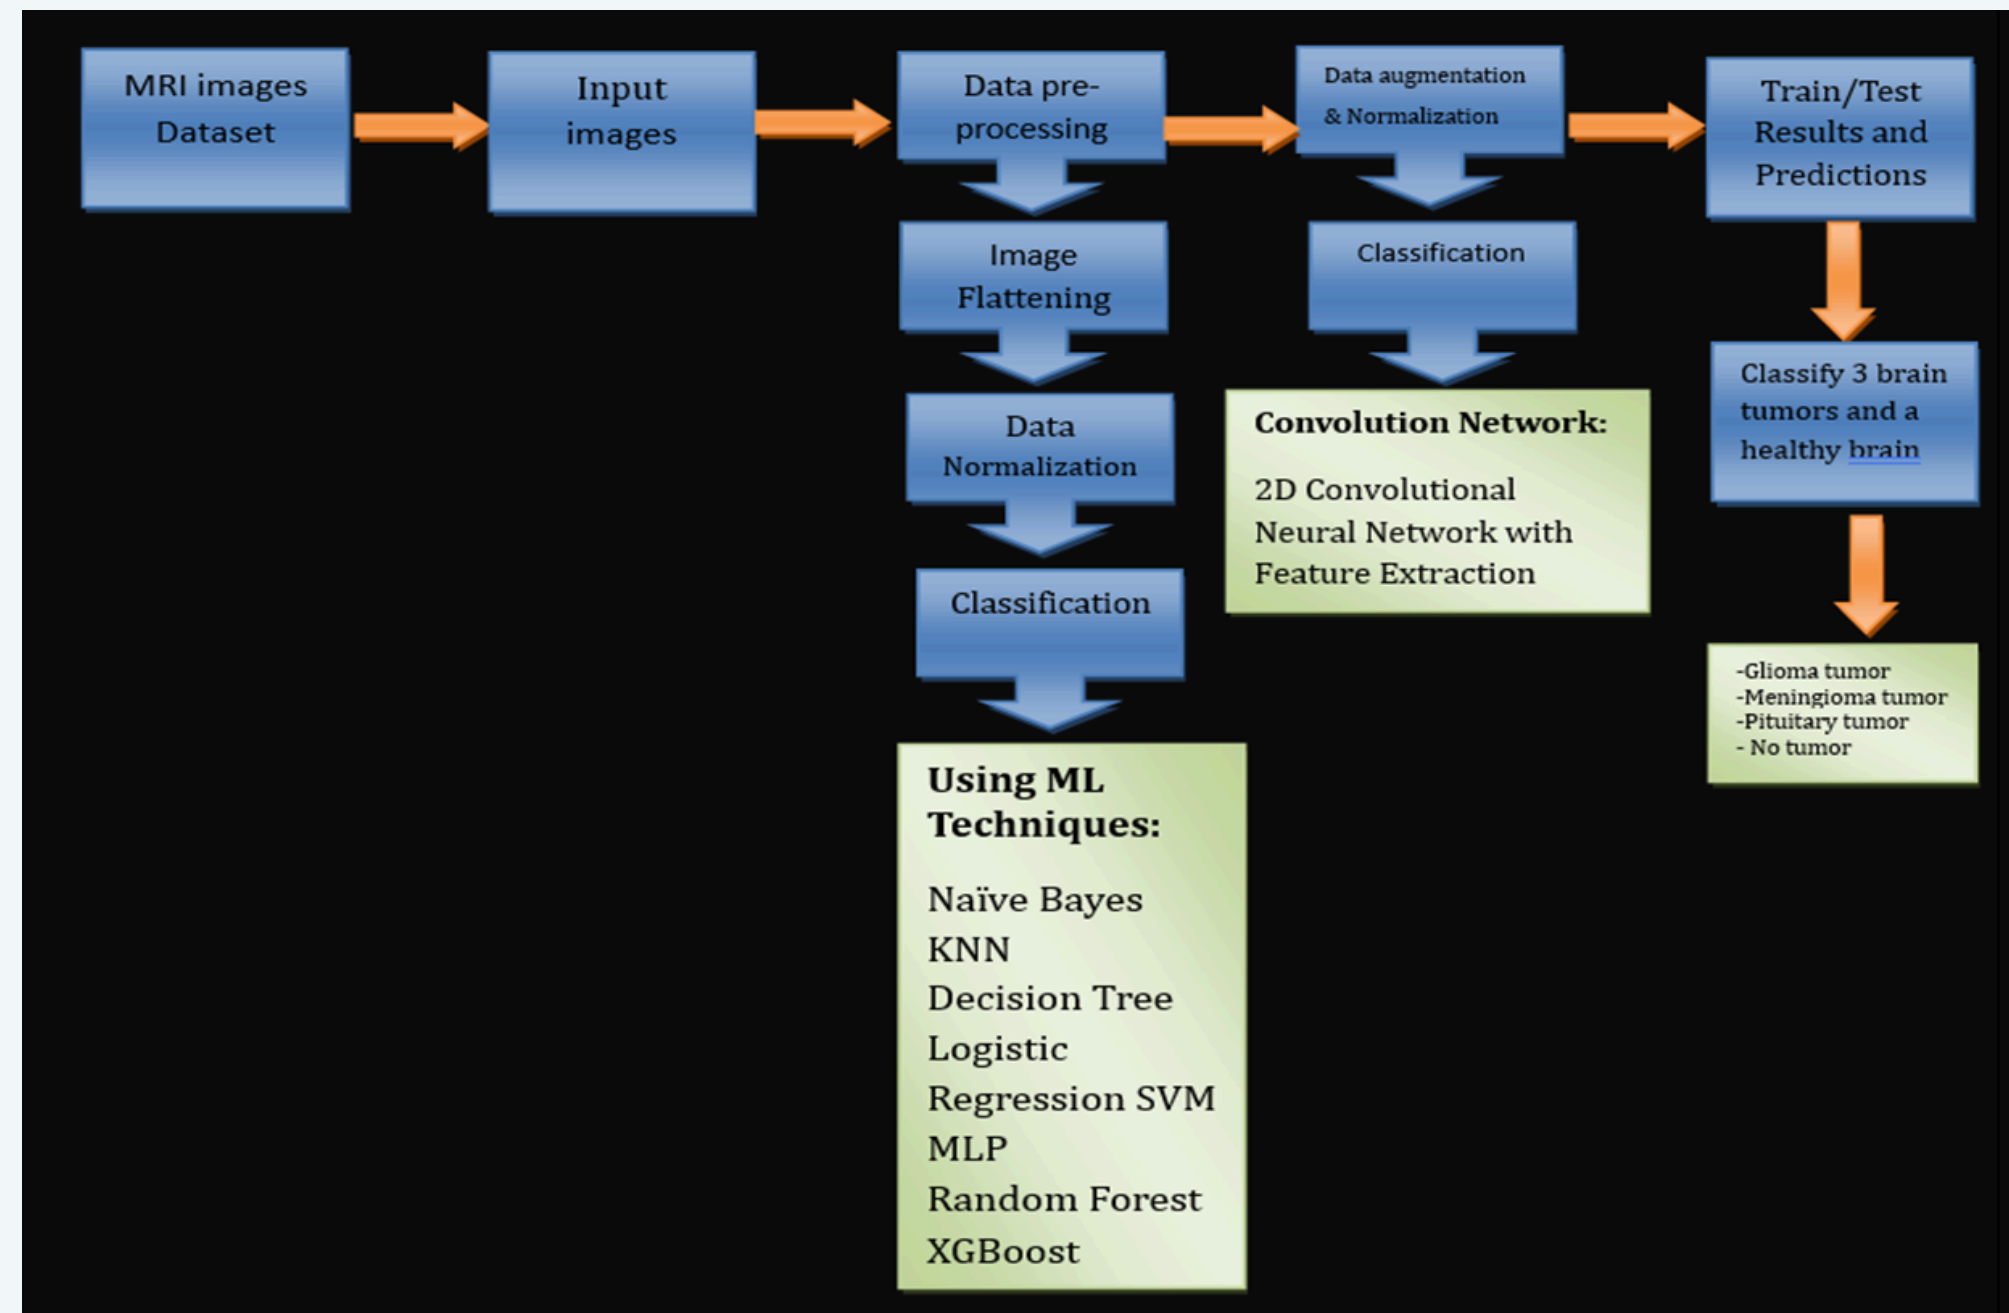 MRI images
Dataset
Input
images
Data pre-
processing
Data augmentation
& Normalization
Train/Test
Results and
Predictions
Image
Flattening
Classification
Data
Normalization
Convolution Network:
2D Convolutional
Neural Network with
Feature Extraction
Classify 3 brain
tumors and a
healthy brain
Classification
-Glioma tumor
-Meningioma tumor
-Pituitary tumor
- No tumor
Using ML
Techniques:
Naïve Bayes
KNN
Decision Tree
Logistic
Regression SVM
MLP
Random Forest
XGBoost